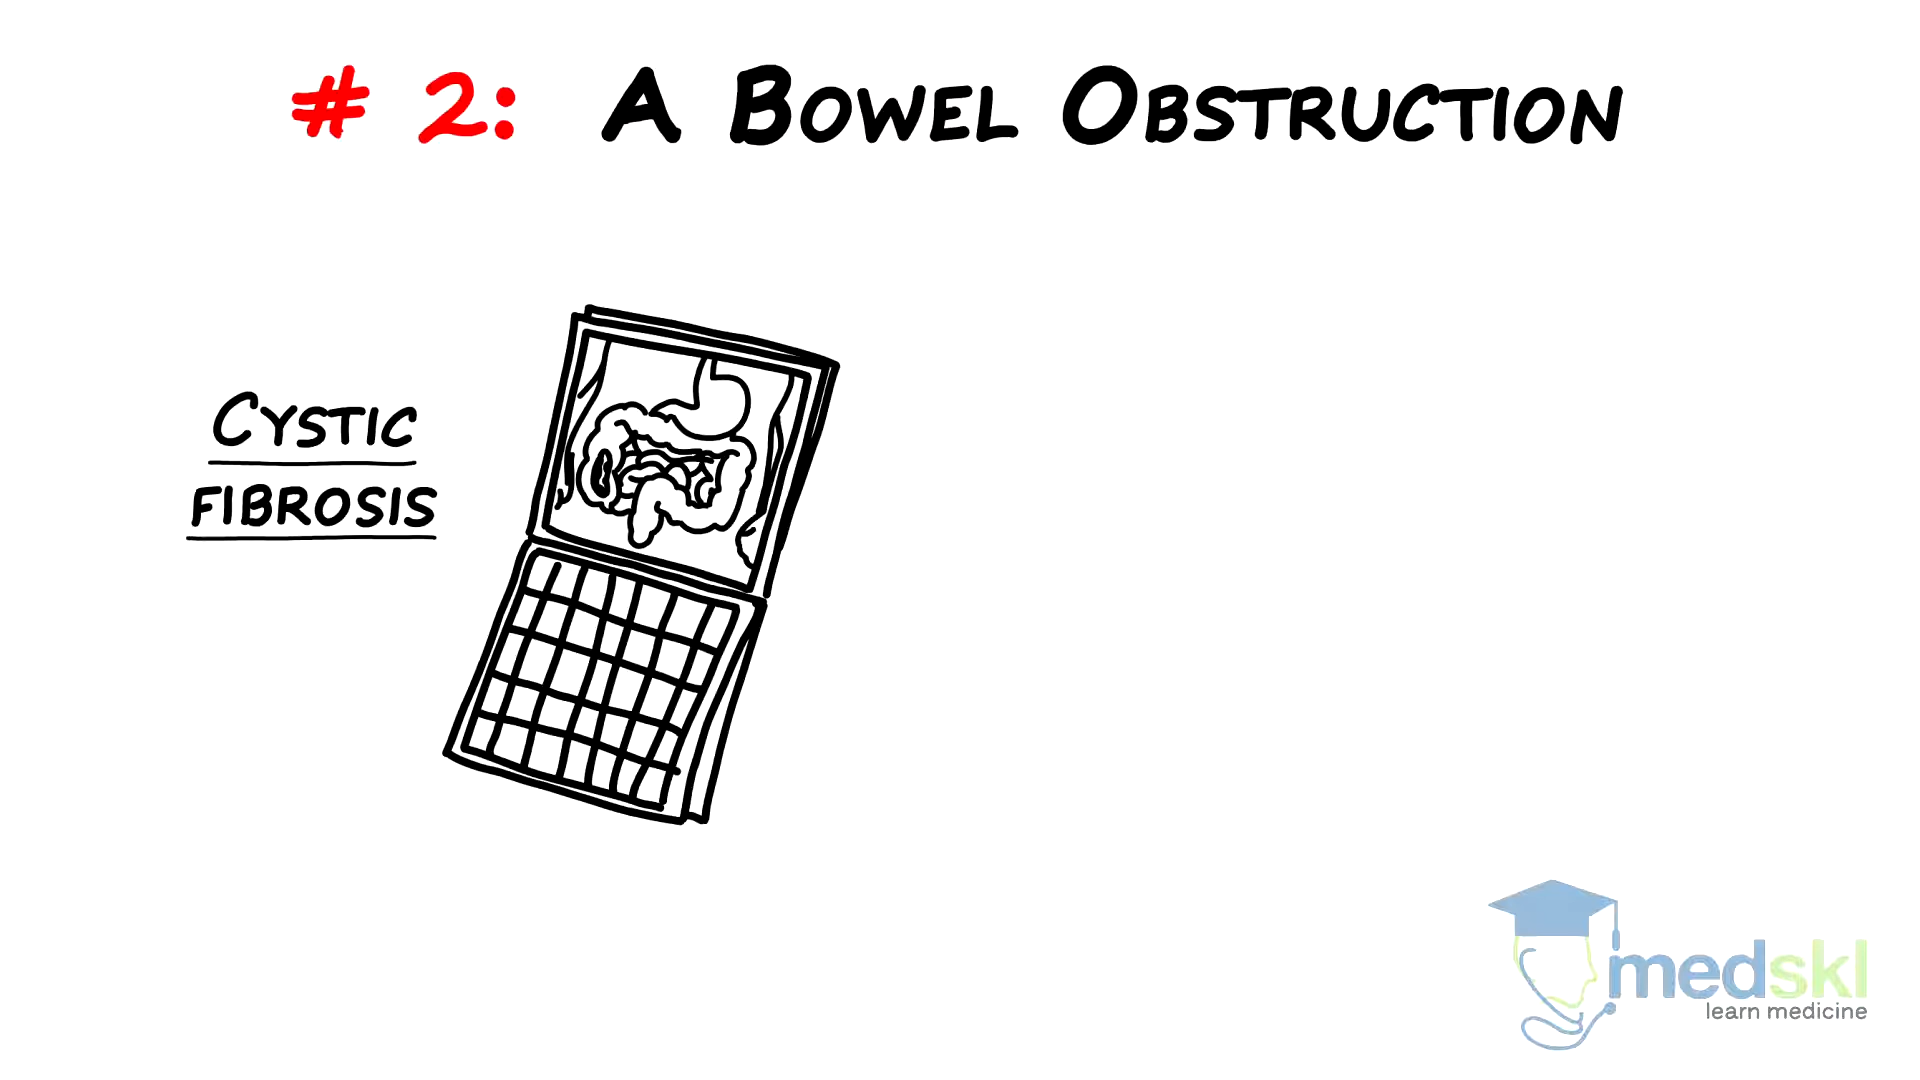 # 2: A Bowel Obstruction
Cystic
fibrosis
medskl
learn medicine